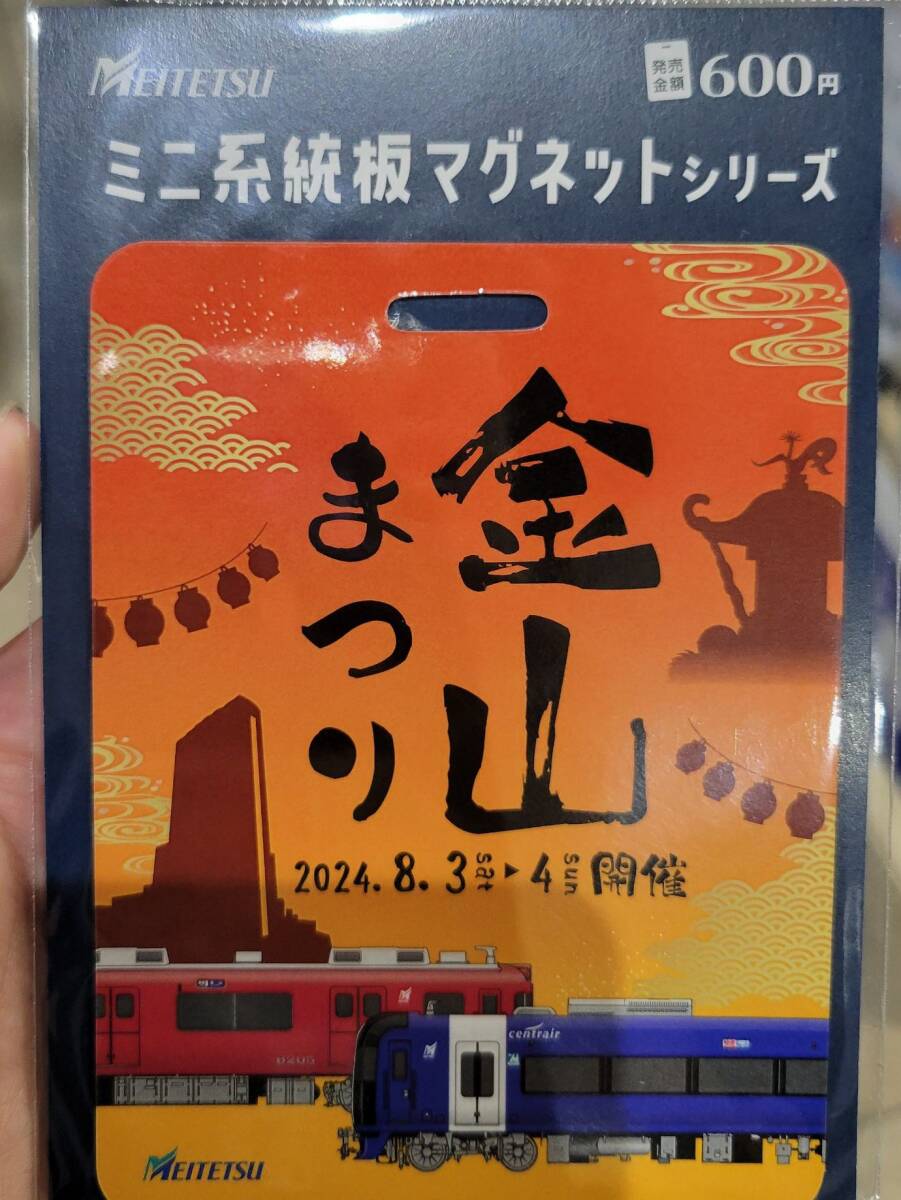 MEITETSU
発売金額
600円
ミニ系統板マグネットシリーズ
金山
まつり
2024. 8. 3 sat ▶ 4 sun 開催
centrair
MEITETSU